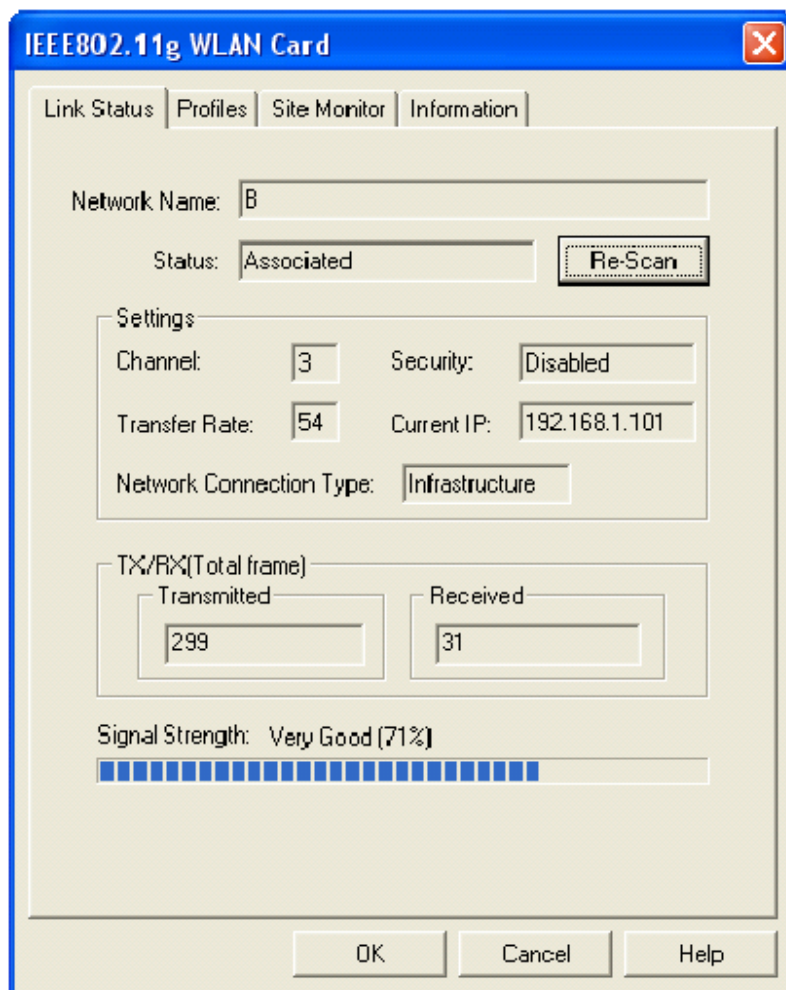 IEEE802.11g WLAN Card
Link Status Profiles Site Monitor Information
Network Name: B
Status: Associated Re-Scan
Settings
Channel: 3 Security: Disabled
Transfer Rate: 54 Current IP: 192.168.1.101
Network Connection Type: Infrastructure
TX/RX(Total frame)
Transmitted Received
299 31
Signal Strength: Very Good (71%)
OK Cancel Help